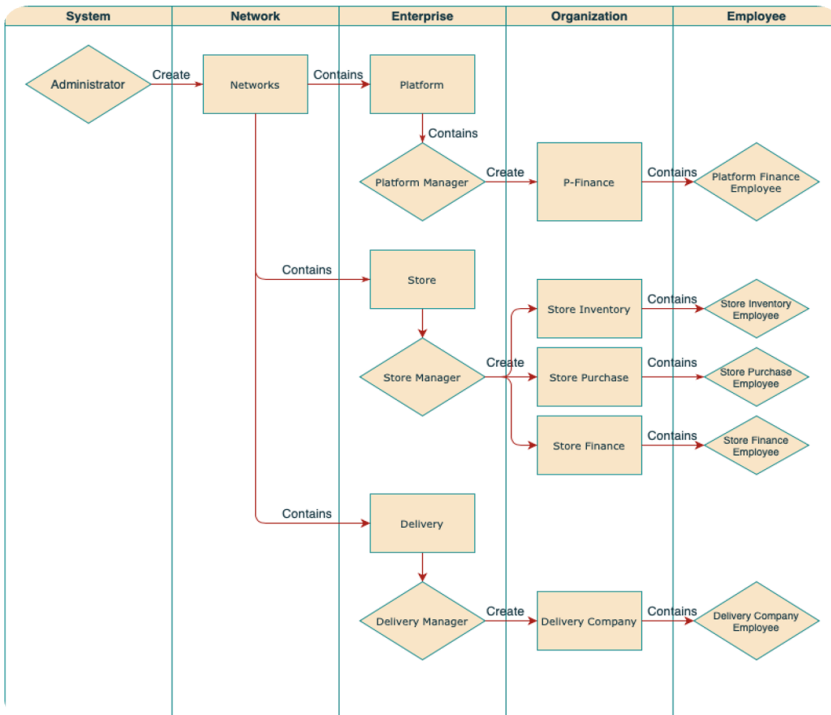 System
Network
Enterprise
Organization
Employee
Administrator
Create
Networks
Contains
Platform
Contains
Platform Manager
Create
P-Finance
Contains
Platform Finance
Employee
Contains
Store
Store Manager
Create
Store Inventory
Contains
Store Inventory
Employee
Store Purchase
Contains
Store Purchase
Employee
Store Finance
Contains
Store Finance
Employee
Contains
Delivery
Delivery Manager
Create
Delivery Company
Contains
Delivery Company
Employee